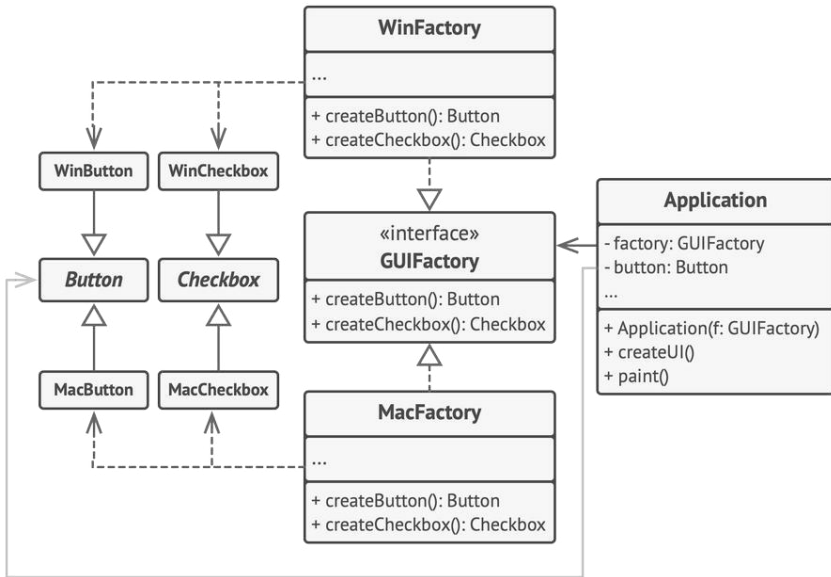 WinFactory
...
+ createButton(): Button
+ createCheckbox(): Checkbox
WinButton
WinCheckbox
Button
Checkbox
MacButton
MacCheckbox
«interface»
GUIFactory
+ createButton(): Button
+ createCheckbox(): Checkbox
Application
- factory: GUIFactory
- button: Button
...
+ Application(f: GUIFactory)
+ createUI()
+ paint()
MacFactory
...
+ createButton(): Button
+ createCheckbox(): Checkbox